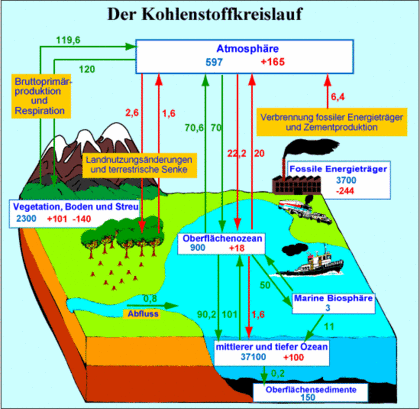 Der Kohlenstoffkreislauf
119,6
Atmosphäre
597 +165
120
Bruttoprimär-
produktion
und
Respiration
2,6
1,6
70,6
70
22,2
20
6,4
Verbrennung fossiler Energieträger
und Zementproduktion
Landnutzungsänderungen
und terrestrische Senke
Fossile Energieträger
3700
-244
Vegetation, Boden und Streu
2300 +101 -140
Oberflächenozean
900 +18
50
Marine Biosphäre
3
0,8
Abfluss
90,2
101
1,6
11
mittlerer und tiefer Ozean
37100 +100
0,2
Oberflächensedimente
150